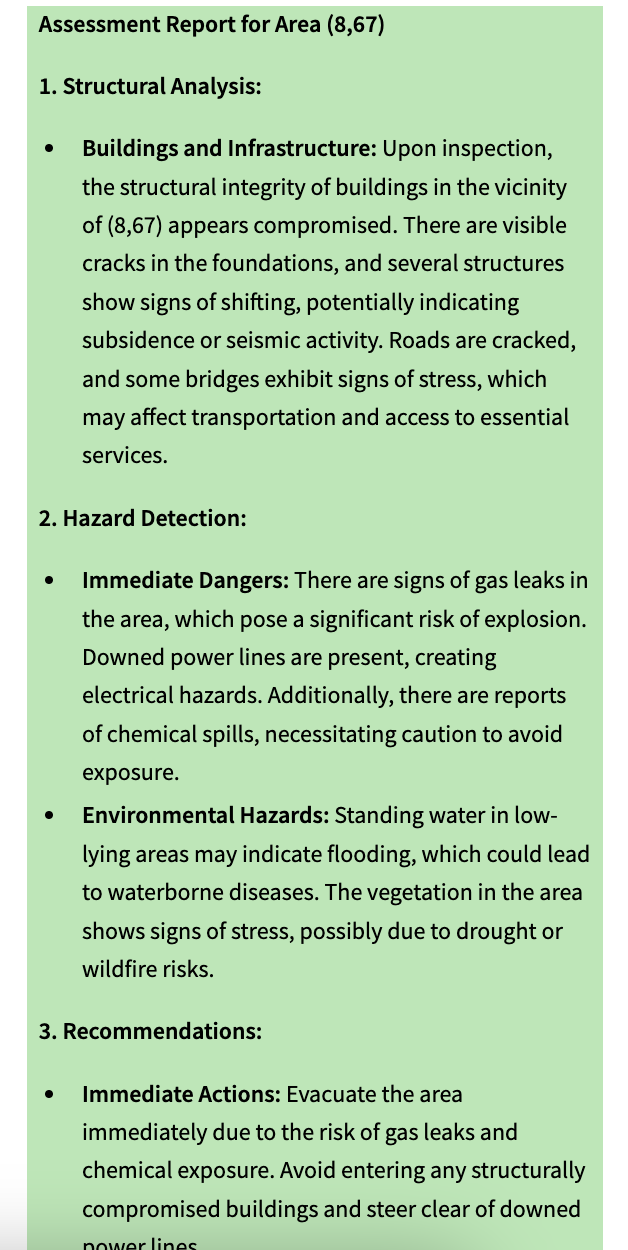 Assessment Report for Area (8,67)
1. Structural Analysis:
• Buildings and Infrastructure: Upon inspection,
the structural integrity of buildings in the vicinity
of (8,67) appears compromised. There are visible
cracks in the foundations, and several structures
show signs of shifting, potentially indicating
subsidence or seismic activity. Roads are cracked,
and some bridges exhibit signs of stress, which
may affect transportation and access to essential
services.
2. Hazard Detection:
• Immediate Dangers: There are signs of gas leaks in
the area, which pose a significant risk of explosion.
Downed power lines are present, creating
electrical hazards. Additionally, there are reports
of chemical spills, necessitating caution to avoid
exposure.
• Environmental Hazards: Standing water in low-
lying areas may indicate flooding, which could lead
to waterborne diseases. The vegetation in the area
shows signs of stress, possibly due to drought or
wildfire risks.
3. Recommendations:
• Immediate Actions: Evacuate the area
immediately due to the risk of gas leaks and
chemical exposure. Avoid entering any structurally
compromised buildings and steer clear of downed
power lines